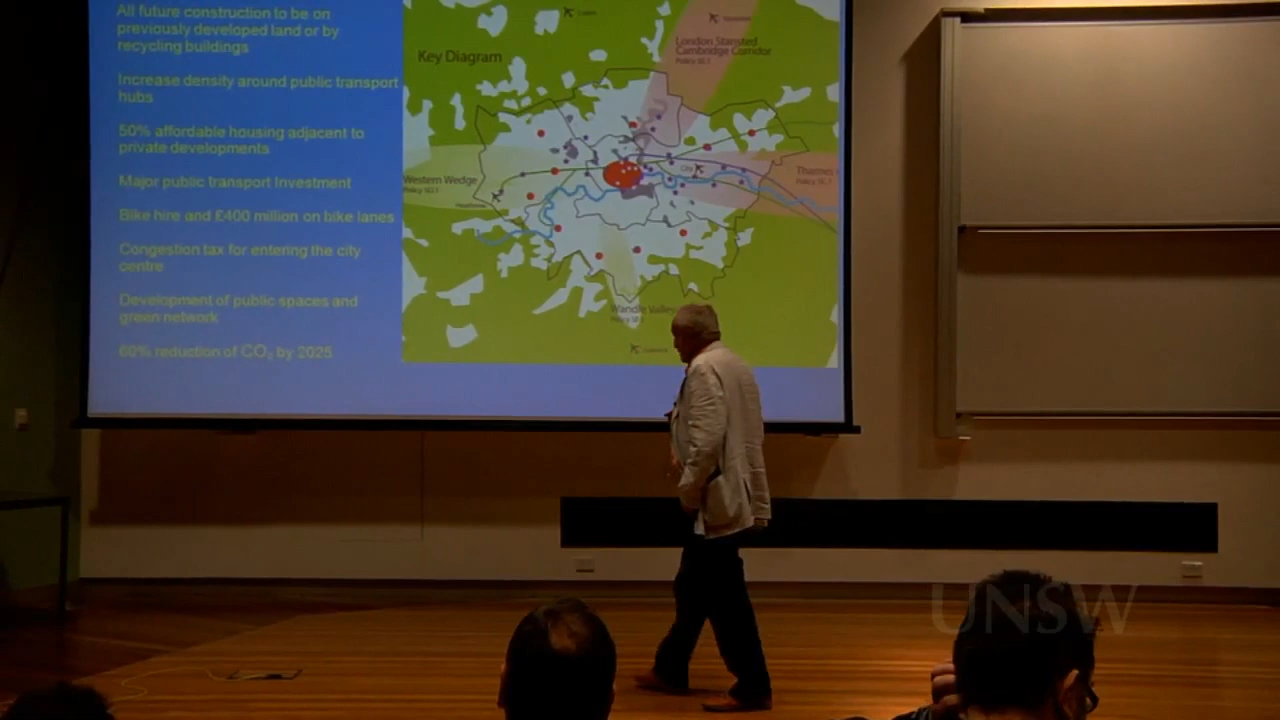 All future construction to be on
previously developed land or by
recycling buildings
Increase density around public transport
hubs
50% affordable housing adjacent to
private developments
Major public transport Investment
Bike hire and £400 million on bike lanes
Congestion tax for entering the city
centre
Development of public spaces and
green network
60% reduction of CO₂ by 2025
Key Diagram
London Stansted
Cambridge Corridor
Western Wedge
City
Thames
Wandle Valley
UNSW